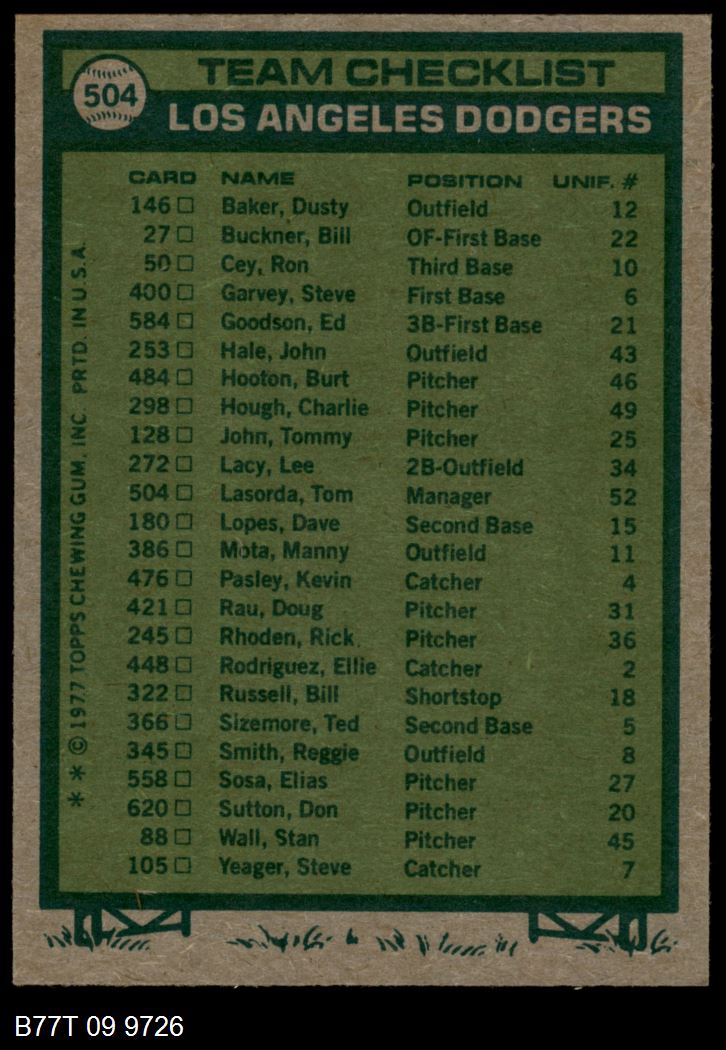 504
TEAM CHECKLIST
LOS ANGELES DODGERS
CARD NAME POSITION UNIF. #
146 Baker, Dusty Outfield 12
27 Buckner, Bill OF-First Base 22
50 Cey, Ron Third Base 10
400 Garvey, Steve First Base 6
584 Goodson, Ed 3B-First Base 21
253 Hale, John Outfield 43
484 Hooton, Burt Pitcher 46
298 Hough, Charlie Pitcher 49
128 John, Tommy Pitcher 25
272 Lacy, Lee 2B-Outfield 34
504 Lasorda, Tom Manager 52
180 Lopes, Dave Second Base 15
386 Mota, Manny Outfield 11
476 Pasley, Kevin Catcher 4
421 Rau, Doug Pitcher 31
245 Rhoden, Rick Pitcher 36
448 Rodriguez, Ellie Catcher 2
322 Russell, Bill Shortstop 18
366 Sizemore, Ted Second Base 5
345 Smith, Reggie Outfield 8
558 Sosa, Elias Pitcher 27
620 Sutton, Don Pitcher 20
88 Wall, Stan Pitcher 45
105 Yeager, Steve Catcher 7
* * © 1977 TOPPS CHEWING GUM, INC. PRTD. IN U.S.A.
B77T 09 9726